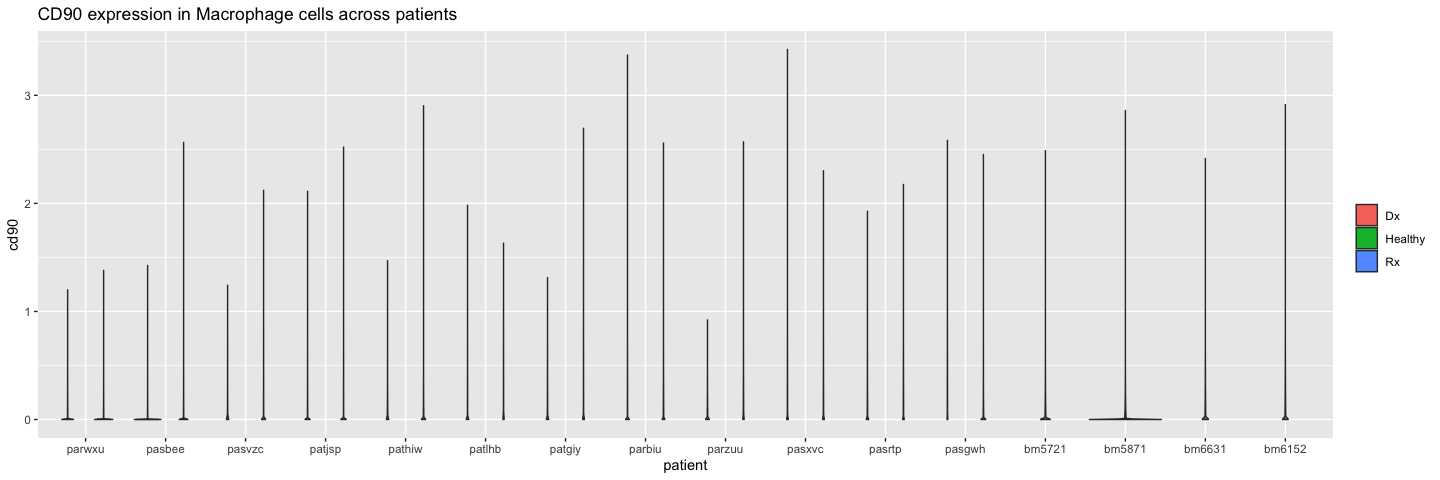 CD90 expression in Macrophage cells across patients
3
2
1
0
cd90
parwxu pasbee pasvzc patjsp pathiw patlhb patgiy parbiu parzuu pasxvc pasrtp pasgwh bm5721 bm5871 bm6631 bm6152
patient
Dx
Healthy
Rx